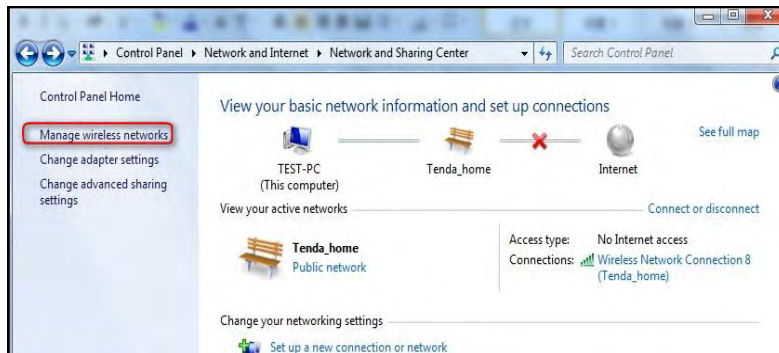 Control Panel ▸ Network and Internet ▸ Network and Sharing Center
Search Control Panel
Control Panel Home
Manage wireless networks
Change adapter settings
Change advanced sharing
settings
View your basic network information and set up connections
See full map
TEST-PC
(This computer)
Tenda_home
Internet
View your active networks
Connect or disconnect
Tenda_home
Public network
Access type: No Internet access
Connections: Wireless Network Connection 8
(Tenda_home)
Change your networking settings
Set up a new connection or network